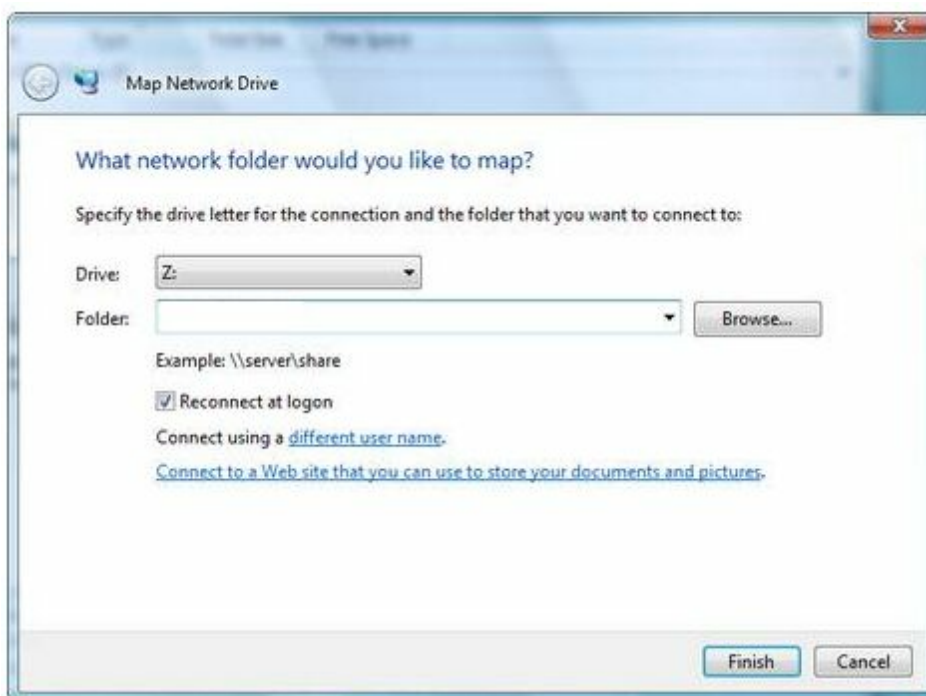 Map Network Drive
What network folder would you like to map?
Specify the drive letter for the connection and the folder that you want to connect to:
Drive: Z:
Folder: Browse...
Example: \\server\share
Reconnect at logon
Connect using a different user name.
Connect to a Web site that you can use to store your documents and pictures.
Finish Cancel